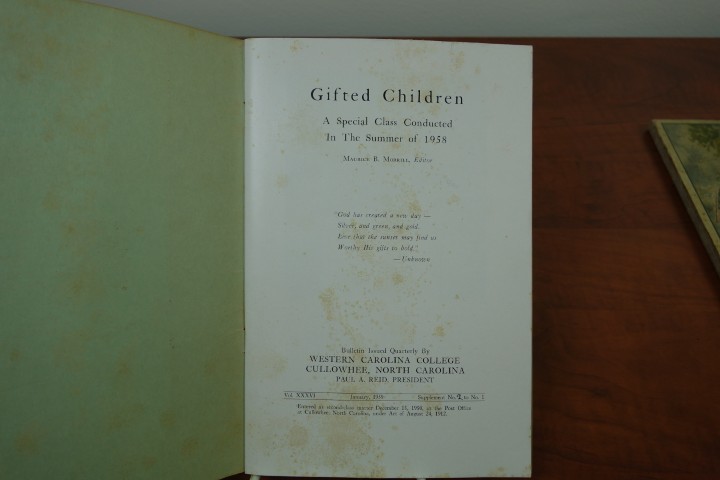 Gifted Children
A Special Class Conducted
In The Summer of 1958
Maurice R. Morrill, Editor
"God has created a new day —
Silver, and green, and gold.
Live that the sunset may find us
Worthy His gifts to hold."
—Unknown
Bulletin Issued Quarterly By
WESTERN CAROLINA COLLEGE
CULLOWHEE, NORTH CAROLINA
PAUL A. REID, PRESIDENT
Vol. XXXVI January, Supplement No. 2, to No. 1
Entered as second-class matter December 15, at the Post Office
at Cullowhee, North Carolina, under Act of August 24, 1912.